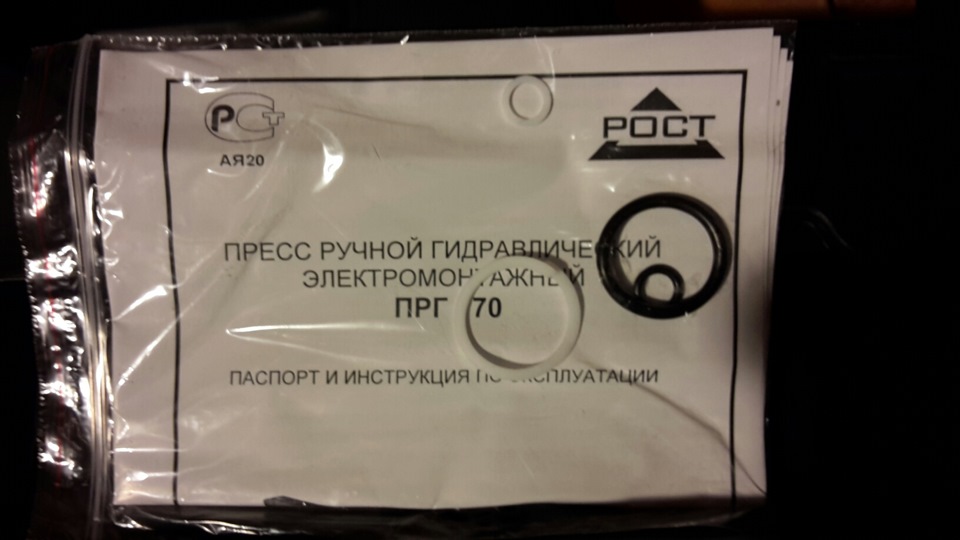 РСТ
АЯ20
РОСТ
ПРЕСС РУЧНОЙ ГИДРАВЛИЧЕСКИЙ
ЭЛЕКТРОМОНТАЖНЫЙ
ПРГ 70
ПАСПОРТ И ИНСТРУКЦИЯ ПО ЭКСПЛУАТАЦИИ